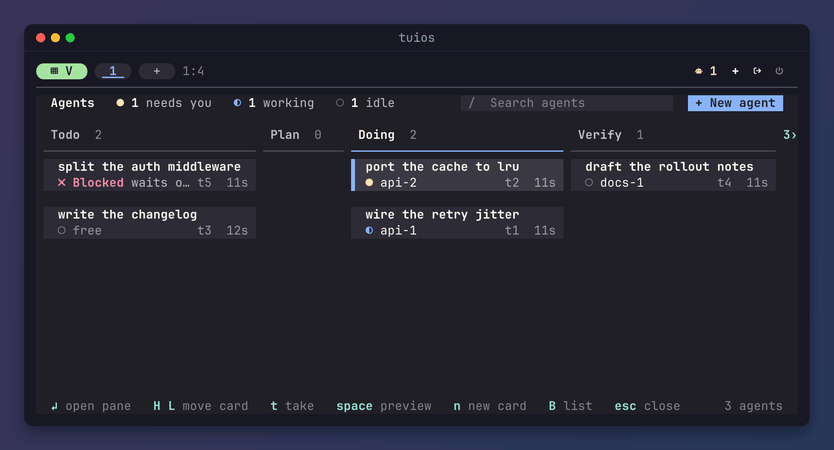 tuios
V 1 + 1:4 1 +
Agents 1 needs you 1 working 1 idle / Search agents + New agent
Todo 2 Plan 0 Doing 2 Verify 1 3›
split the auth middleware port the cache to lru draft the rollout notes
× Blocked waits o… t5 11s api-2 t2 11s docs-1 t4 11s
write the changelog wire the retry jitter
free t3 12s api-1 t1 11s
↲ open pane H L move card t take space preview n new card B list esc close 3 agents